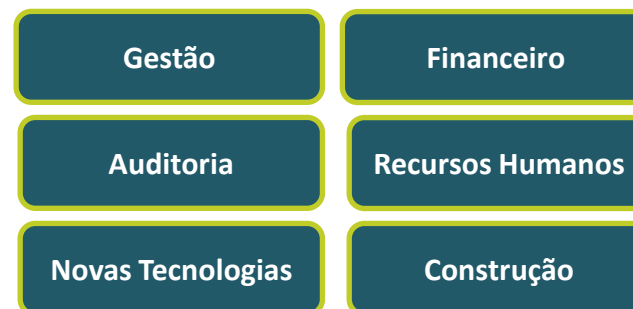 Gestão
Financeiro
Auditoria
Recursos Humanos
Novas Tecnologias
Construção